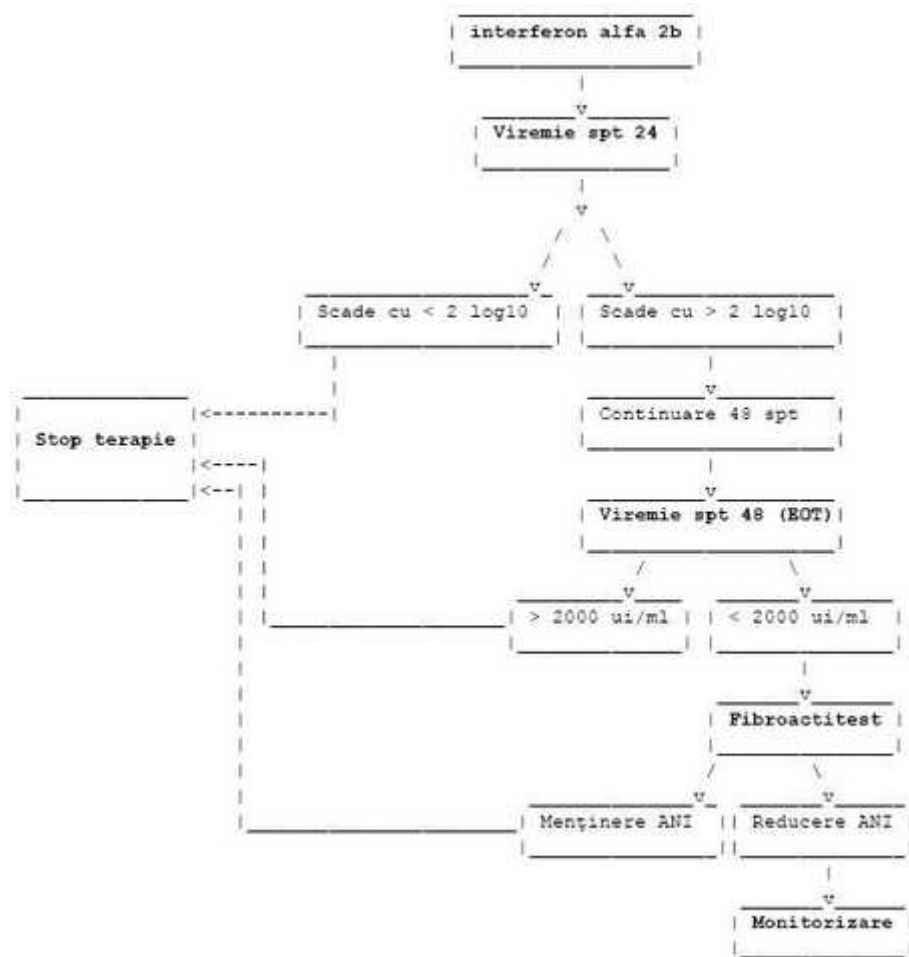 interferon alfa 2b
Viremie spt 24
Scade cu < 2 log10
Scade cu > 2 log10
Continuare 48 spt
Stop terapie
Viremie spt 48 (EOT)
> 2000 ui/ml
< 2000 ui/ml
Fibroactitest
Menţinere ANI
Reducere ANI
Monitorizare